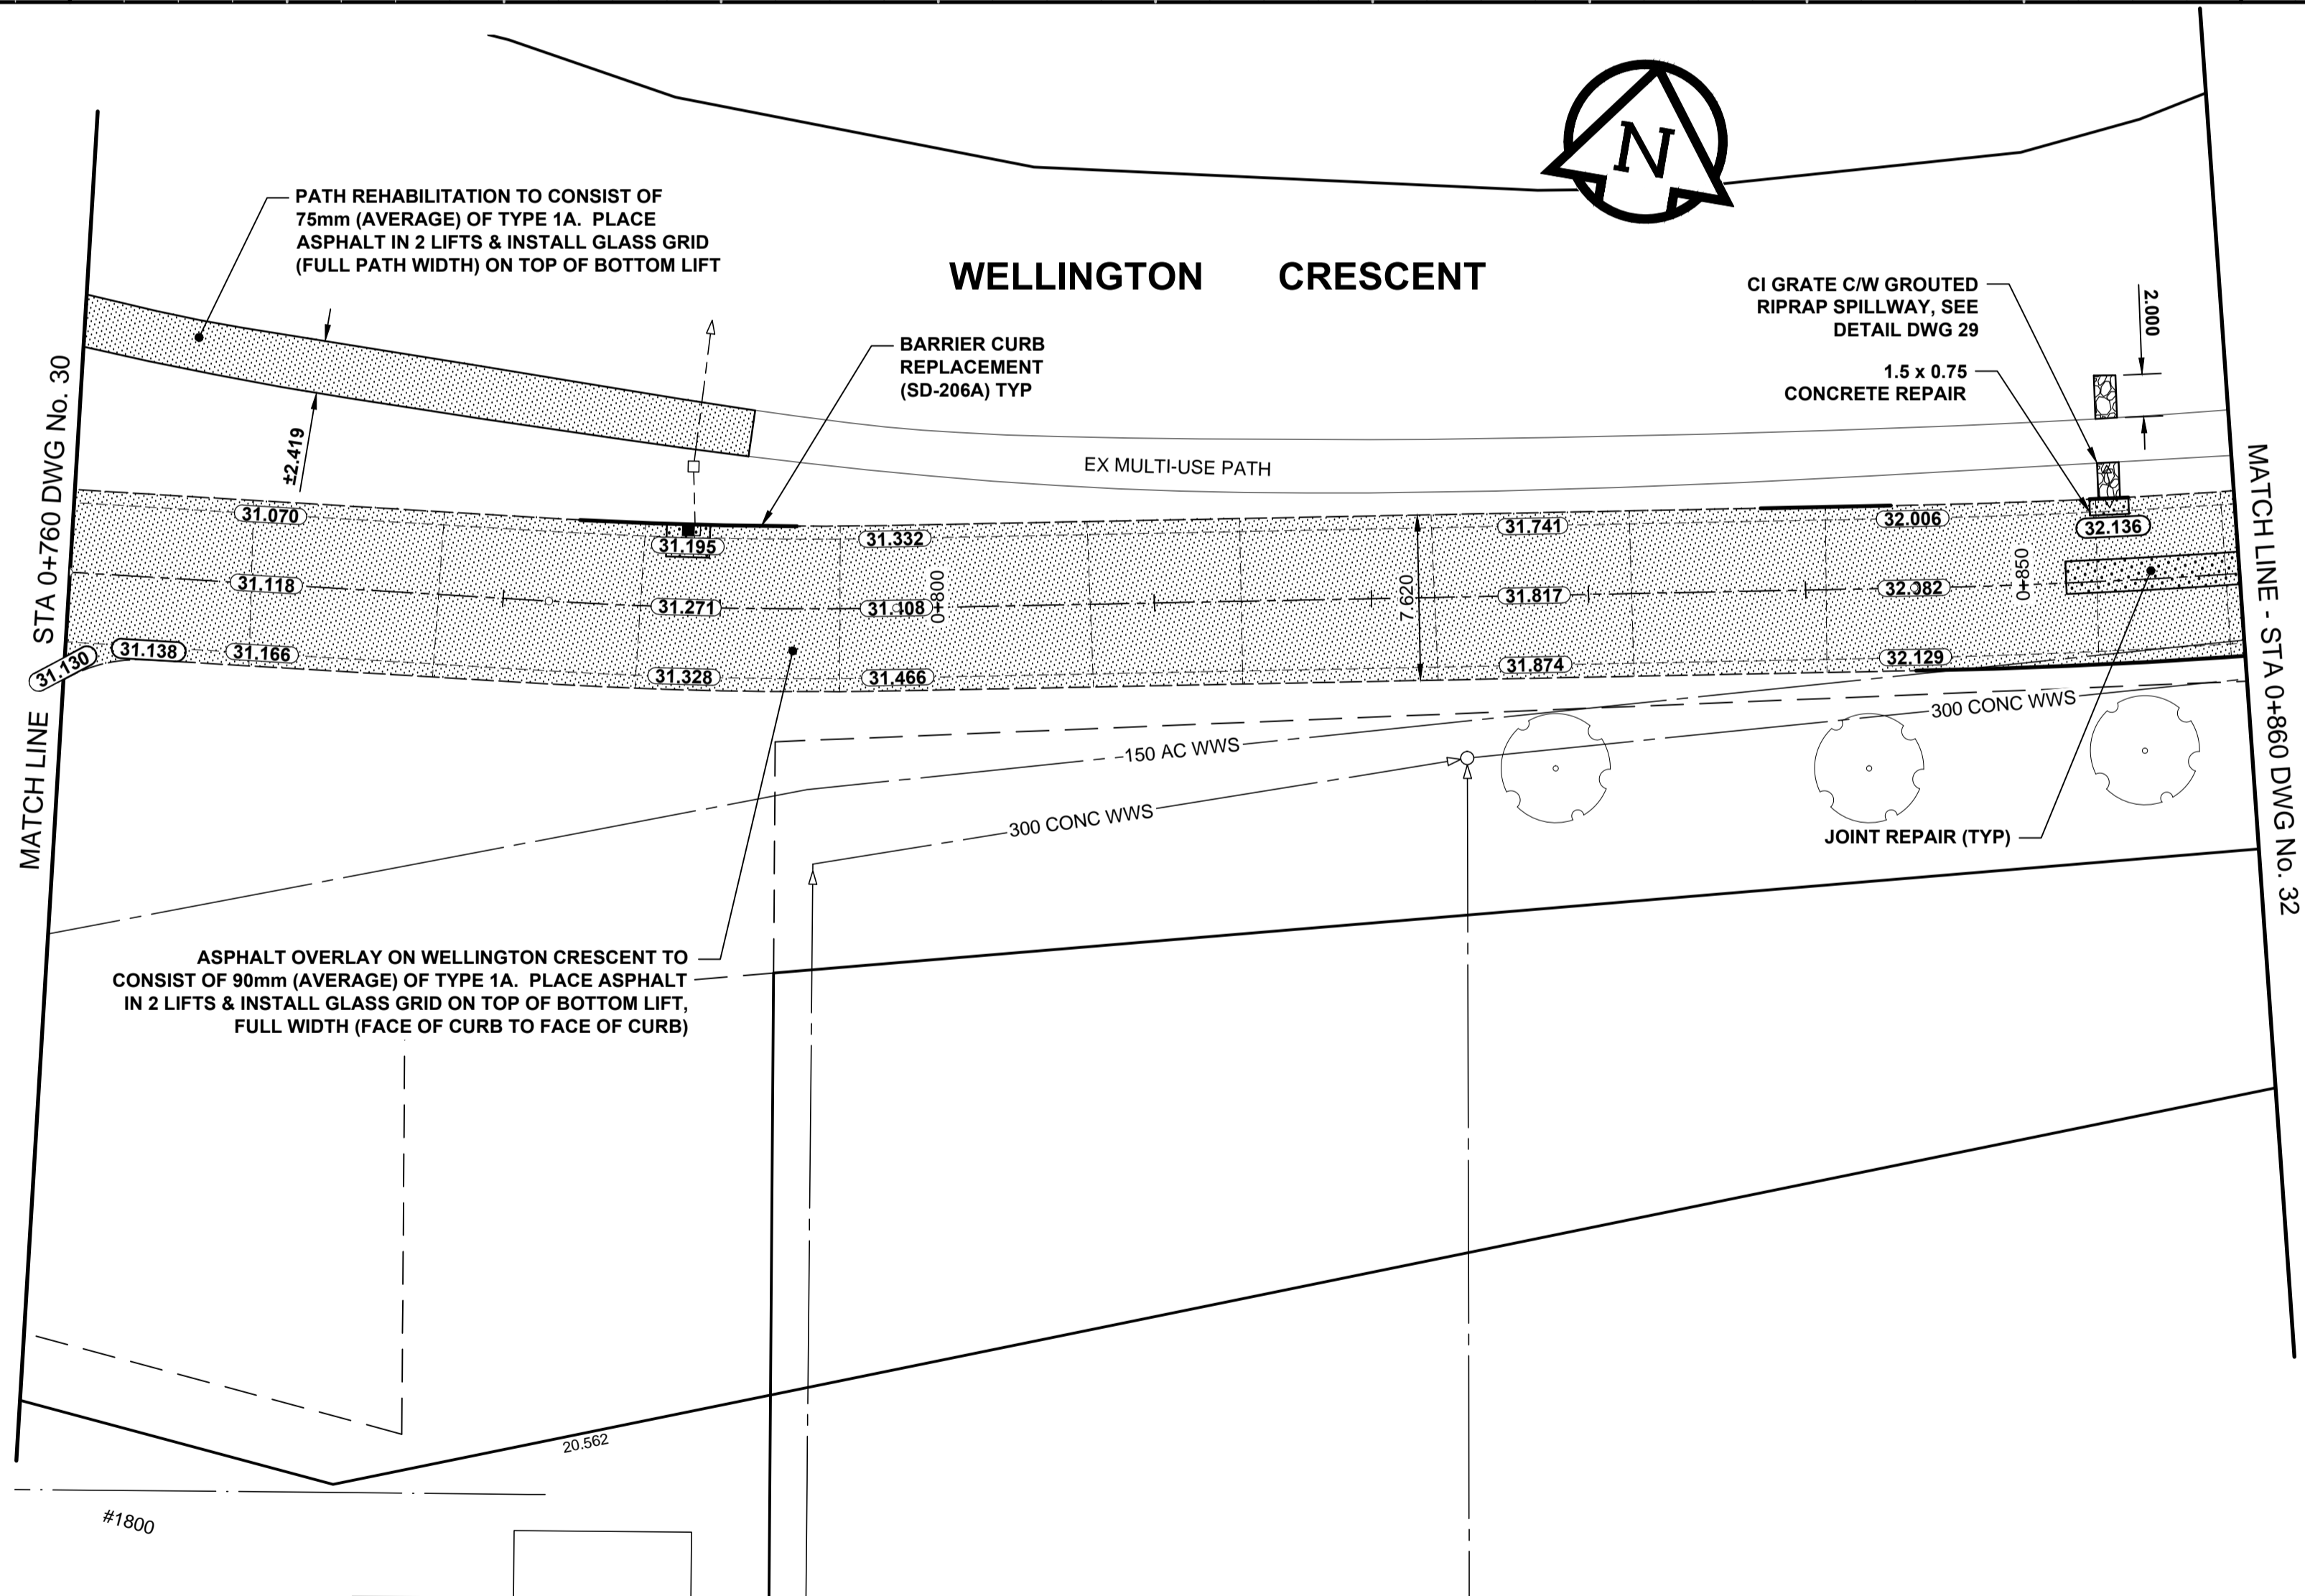 N
PATH REHABILITATION TO CONSIST OF
75mm (AVERAGE) OF TYPE 1A. PLACE
ASPHALT IN 2 LIFTS & INSTALL GLASS GRID
(FULL PATH WIDTH) ON TOP OF BOTTOM LIFT
WELLINGTON CRESCENT
CI GRATE C/W GROUTED
RIPRAP SPILLWAY, SEE
DETAIL DWG 29
2.000
BARRIER CURB
REPLACEMENT
(SD-206A) TYP
1.5 x 0.75
CONCRETE REPAIR
MATCH LINE STA 0+760 DWG No. 30
±2.419
EX MULTI-USE PATH
MATCH LINE - STA 0+860 DWG No. 32
31.070
31.195
31.332
31.741
32.006
32.136
31.118
31.271
31.408
0+800
7.620
31.817
32.082
0+850
31.130
31.138
31.166
31.328
31.466
31.874
32.129
300 CONC WWS
150 AC WWS
300 CONC WWS
JOINT REPAIR (TYP)
ASPHALT OVERLAY ON WELLINGTON CRESCENT TO
CONSIST OF 90mm (AVERAGE) OF TYPE 1A. PLACE ASPHALT
IN 2 LIFTS & INSTALL GLASS GRID ON TOP OF BOTTOM LIFT,
FULL WIDTH (FACE OF CURB TO FACE OF CURB)
20.562
#1800